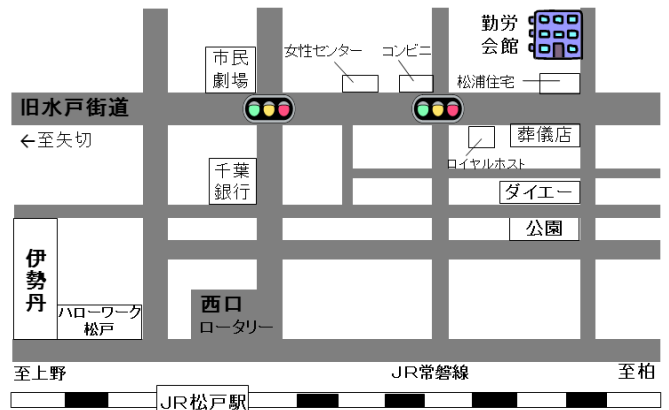 勤労
会館
市民
劇場
女性センター
コンビニ
松浦住宅
旧水戸街道
←至矢切
葬儀店
ロイヤルホスト
千葉
銀行
ダイエー
公園
伊勢丹
ハローワーク
松戸
西口
ロータリー
至上野
JR常磐線
至柏
JR松戸駅